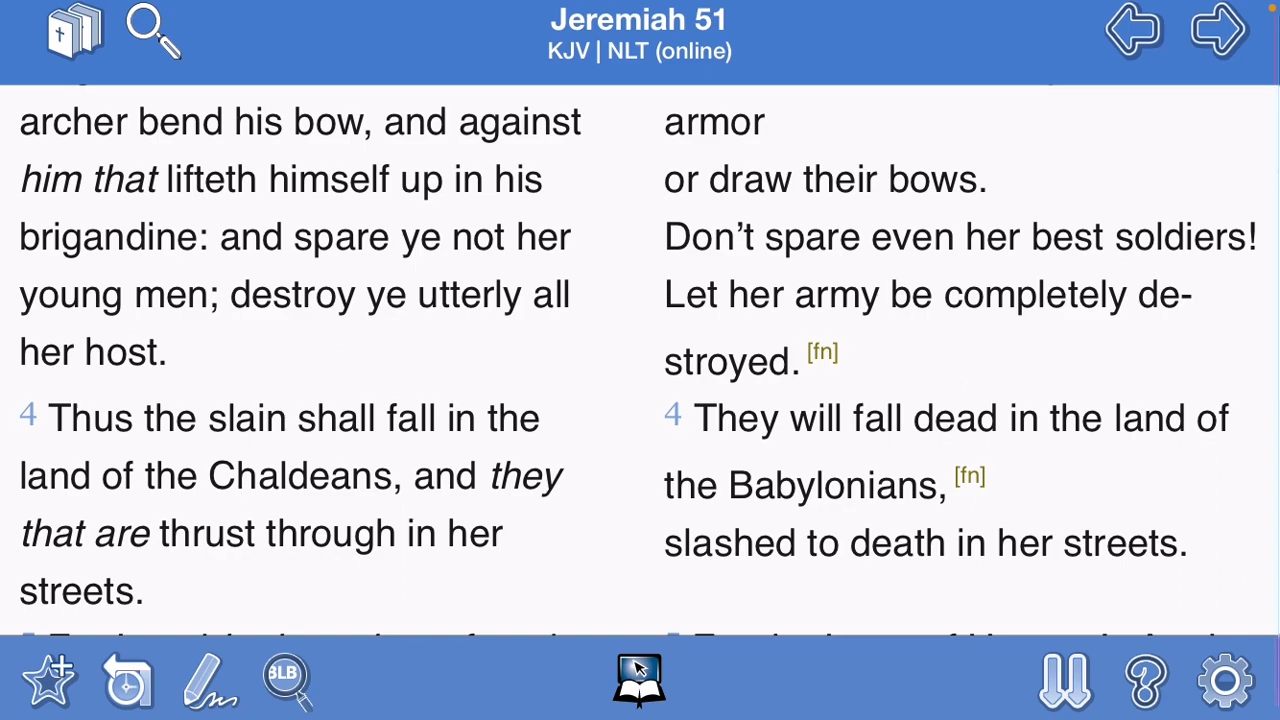 Jeremiah 51
KJV | NLT (online)
archer bend his bow, and against
him that lifteth himself up in his
brigandine: and spare ye not her
young men; destroy ye utterly all
her host.
4 Thus the slain shall fall in the
land of the Chaldeans, and they
that are thrust through in her
streets.
armor
or draw their bows.
Don't spare even her best soldiers!
Let her army be completely de-
stroyed. [fn]
4 They will fall dead in the land of
the Babylonians, [fn]
slashed to death in her streets.
BLB